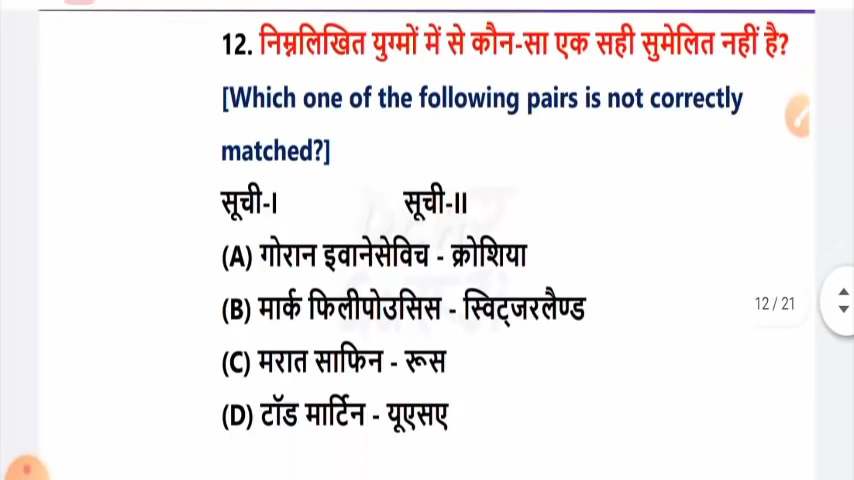 12. निम्नलिखित युग्मों में से कौन-सा एक सही सुमेलित नहीं है?
[Which one of the following pairs is not correctly
matched?]
सूची-I सूची-II
(A) गोरान इवानेसेविच - क्रोशिया
(B) मार्क फिलीपोउसिस - स्विट्जरलैण्ड
12 / 21
(C) मरात साफिन - रूस
(D) टॉड मार्टिन - यूएसए